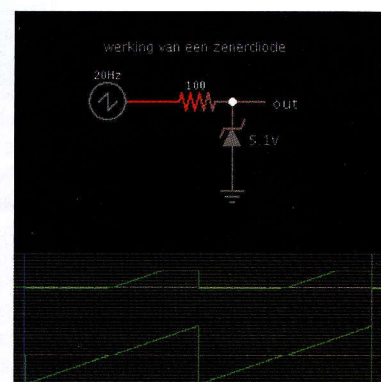 werking van een zenerdiode
20Hz
100
out
5.1V